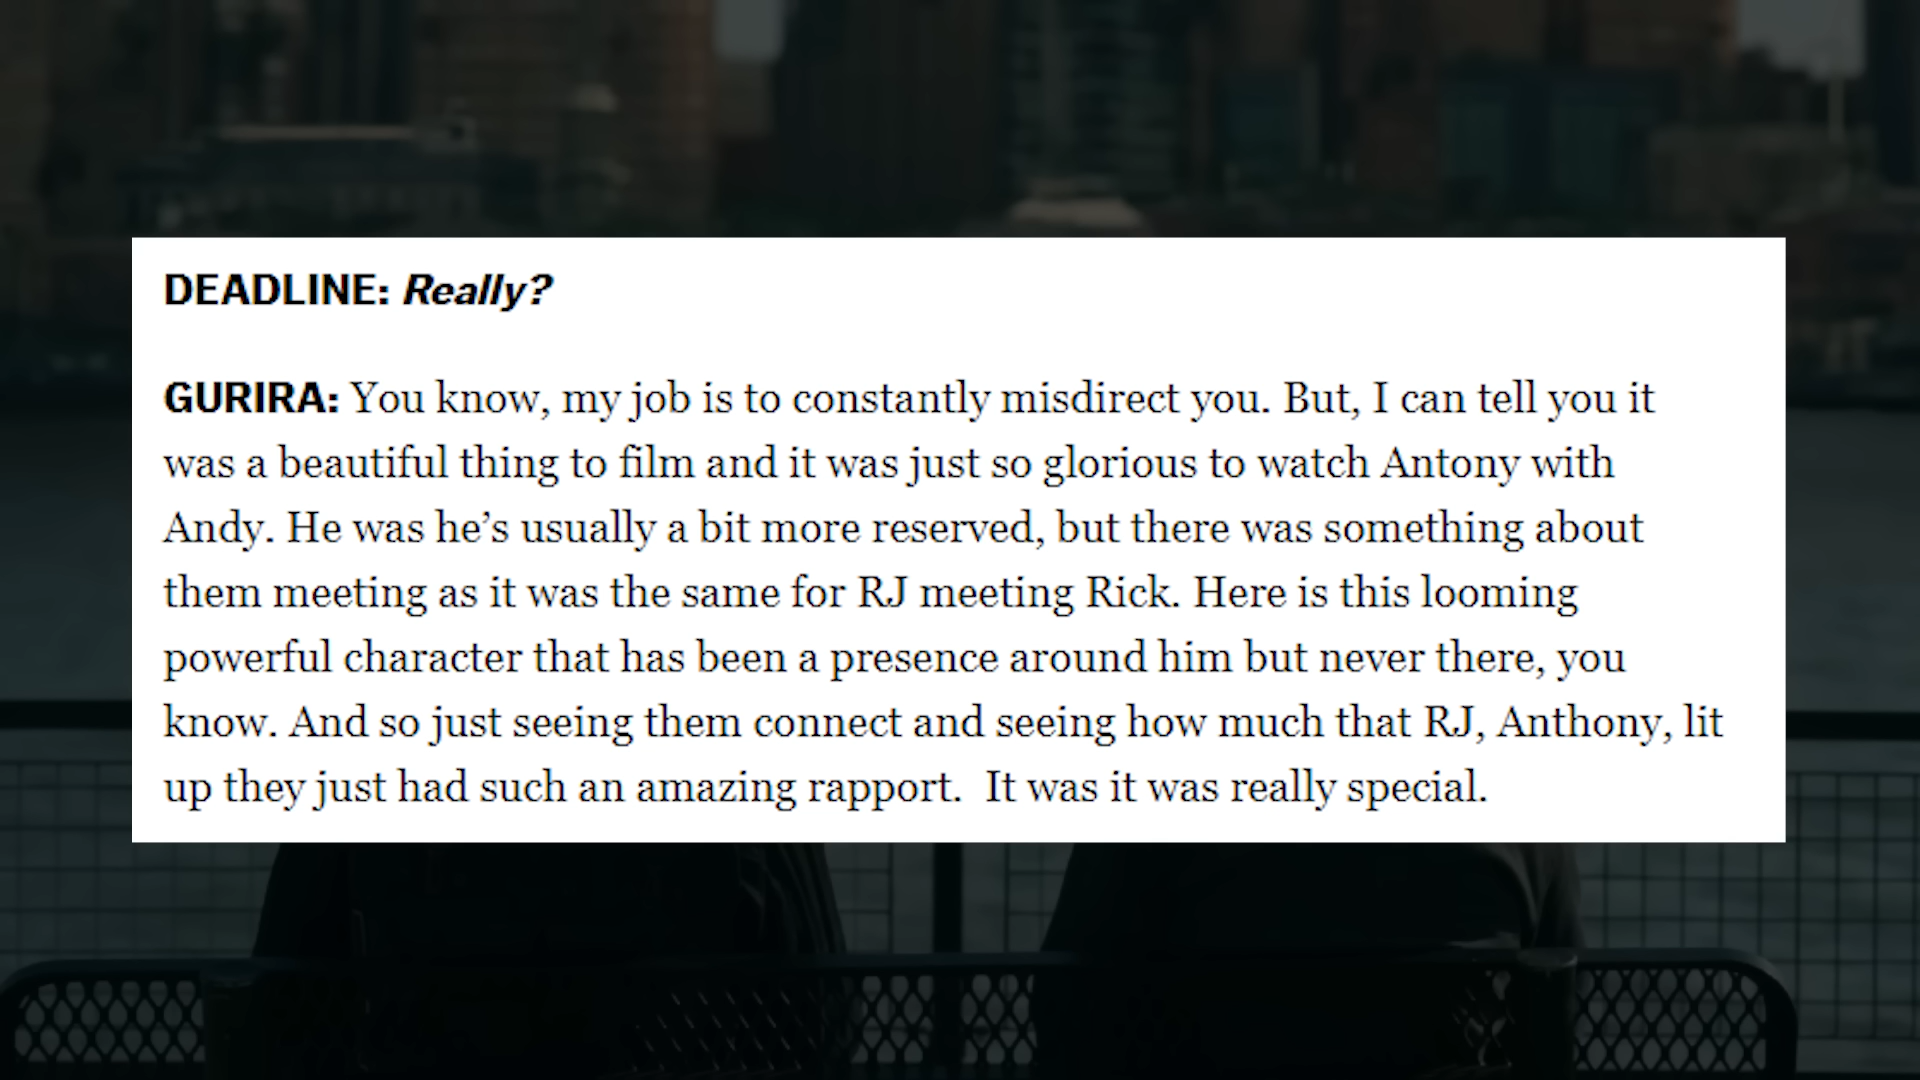 DEADLINE: Really?
GURIRA: You know, my job is to constantly misdirect you. But, I can tell you it
was a beautiful thing to film and it was just so glorious to watch Antony with
Andy. He was he’s usually a bit more reserved, but there was something about
them meeting as it was the same for RJ meeting Rick. Here is this looming
powerful character that has been a presence around him but never there, you
know. And so just seeing them connect and seeing how much that RJ, Anthony, lit
up they just had such an amazing rapport.  It was it was really special.